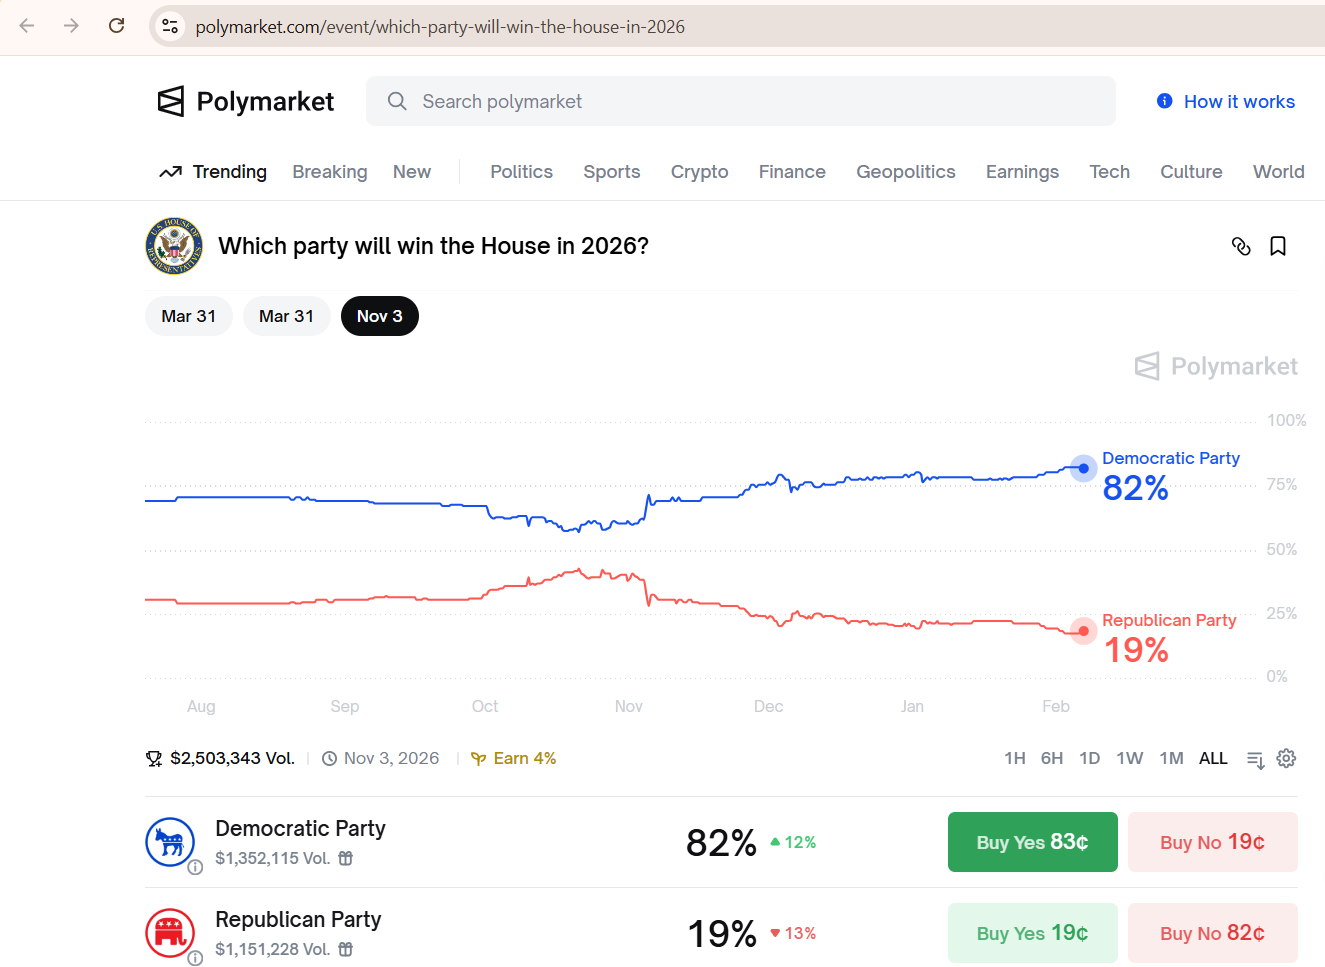 polymarket.com/event/which-party-will-win-the-house-in-2026
Polymarket
Search polymarket
How it works
Trending Breaking New Politics Sports Crypto Finance Geopolitics Earnings Tech Culture World
U.S. HOUSE OF REPRESENTATIVES
Which party will win the House in 2026?
Mar 31 Mar 31 Nov 3
Polymarket
100%
Democratic Party
82%
75%
50%
25%
Republican Party
19%
0%
Aug Sep Oct Nov Dec Jan Feb
$2,503,343 Vol. Nov 3, 2026 Earn 4% 1H 6H 1D 1W 1M ALL
Democratic Party
$1,352,115 Vol.
82% 12% Buy Yes 83¢ Buy No 19¢
Republican Party
$1,151,228 Vol.
19% 13% Buy Yes 19¢ Buy No 82¢